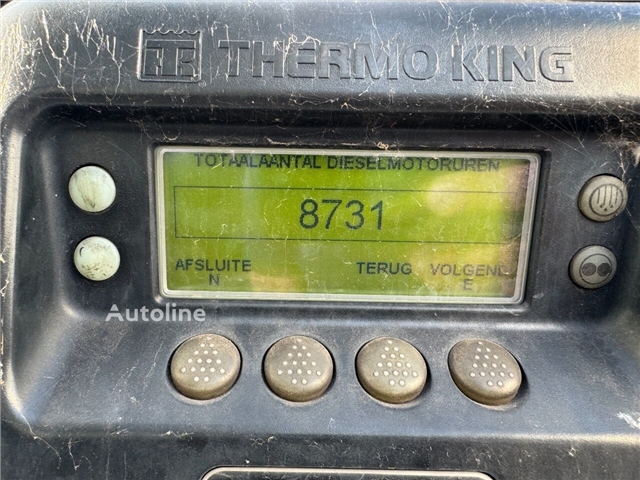 THERMO KING
TOTAALAANTAL DIESELMOTORUREN
8731
AFSLUITE TERUG VOLGEND
N E
Autoline